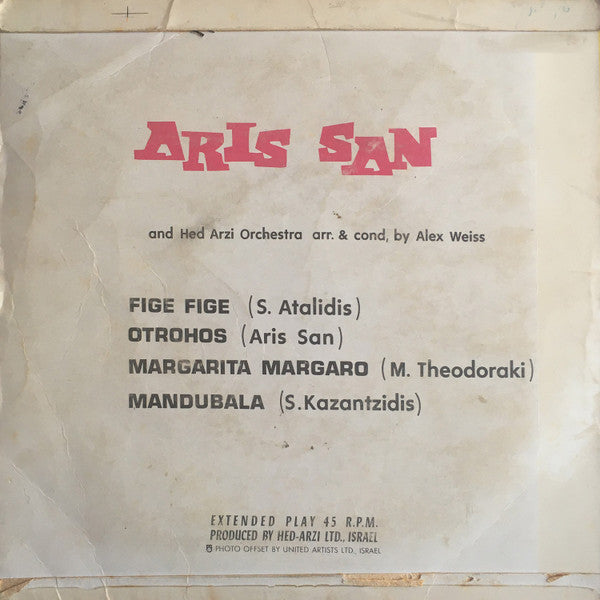 ARIS SAN
and Hed Arzi Orchestra arr. & cond, by Alex Weiss
FIGE FIGE (S. Atalidis)
OTROHOS (Aris San)
MARGARITA MARGARO (M. Theodoraki)
MANDUBALA (S.Kazantzidis)
EXTENDED PLAY 45 R.P.M.
PRODUCED BY HED-ARZI LTD., ISRAEL
PHOTO OFFSET BY UNITED ARTISTS LTD., ISRAEL